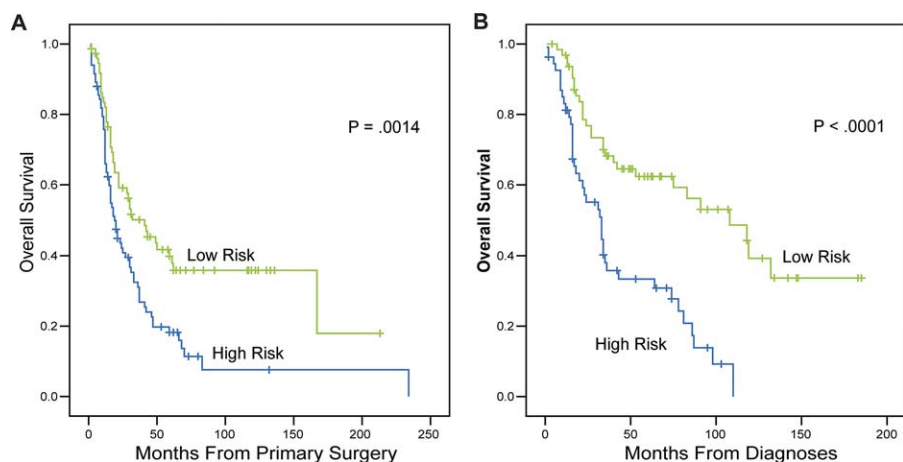 A
B
1.0
0.8
0.6
0.4
0.2
0.0
Overall Survival
P = .0014
Low Risk
High Risk
0 50 100 150 200 250
Months From Primary Surgery
1.0
0.8
0.6
0.4
0.2
0.0
Overall Survival
P < .0001
Low Risk
High Risk
0 50 100 150 200
Months From Diagnoses